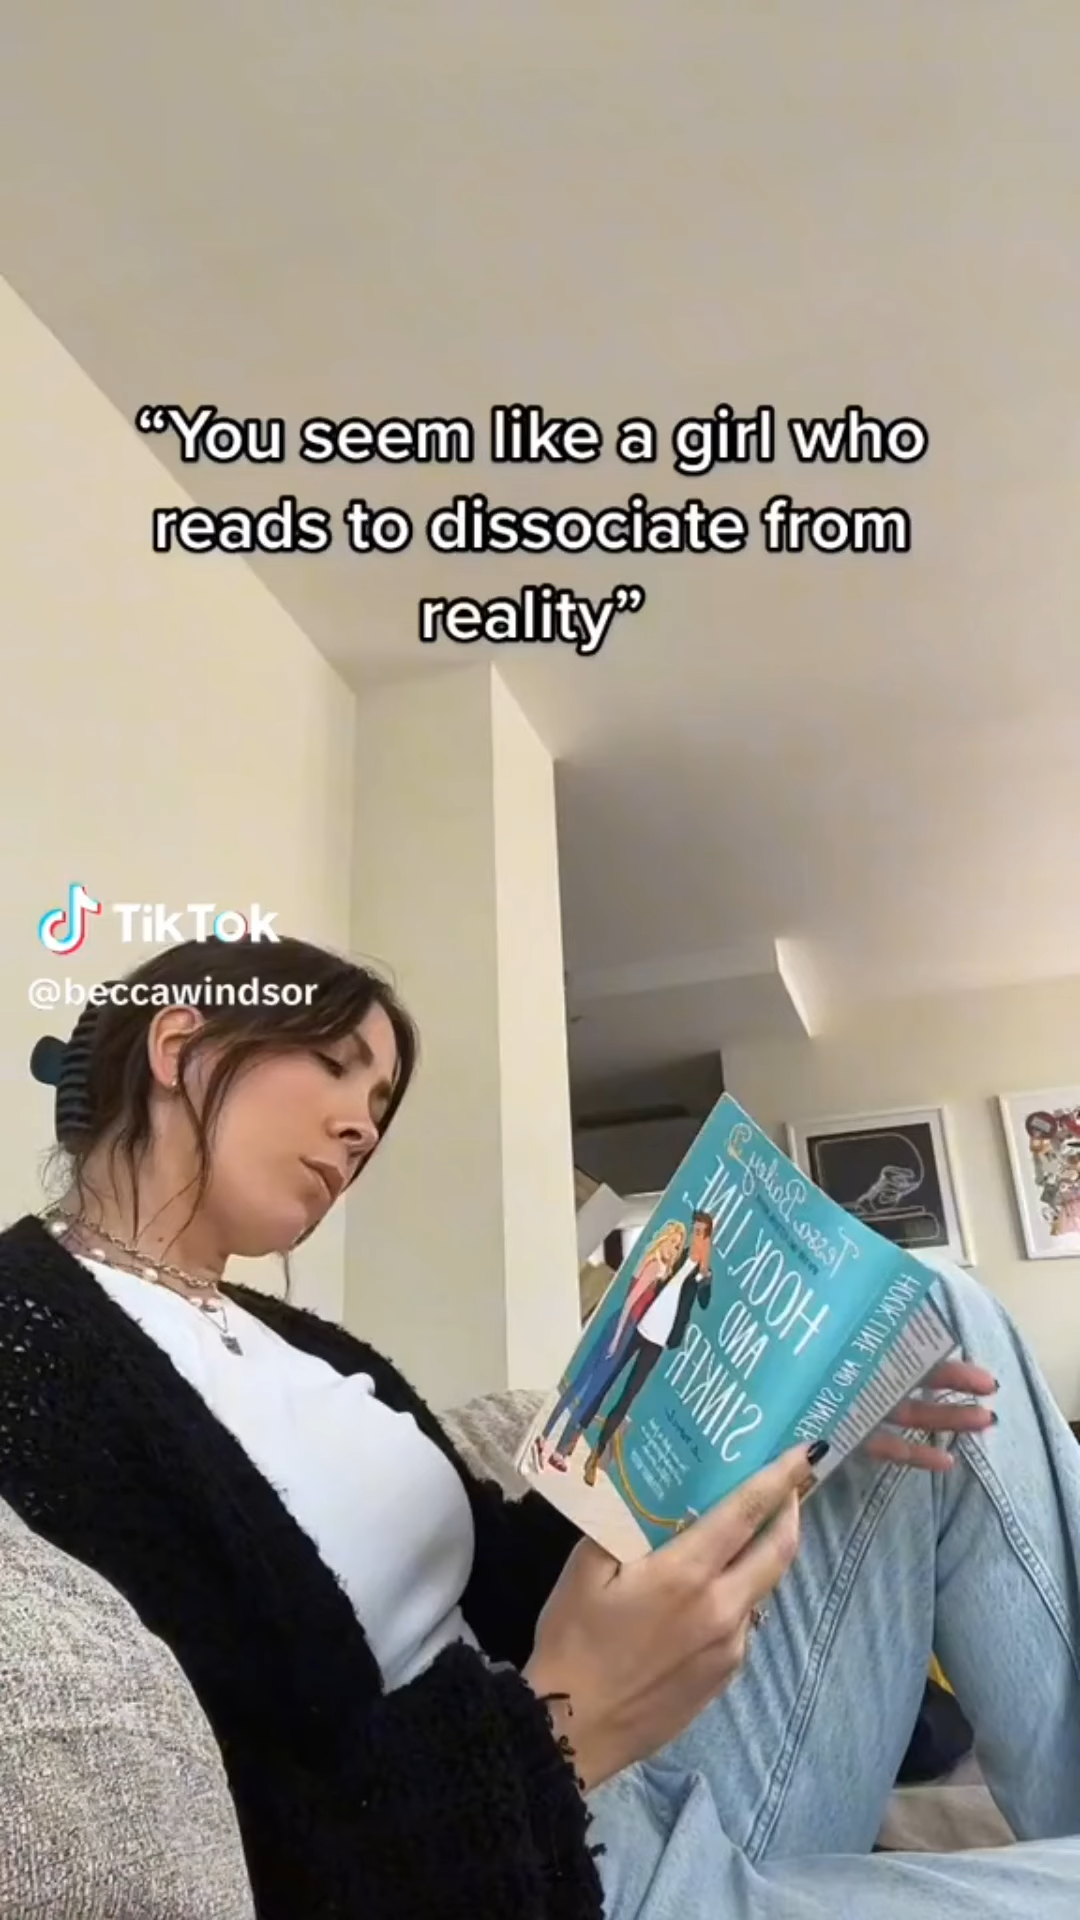 “You seem like a girl who
reads to dissociate from
reality”
TikTok
@beccawindsor
Tessa Bailey
HOOK, LINE,
AND
SINKER
HOOK, LINE, AND SINKER